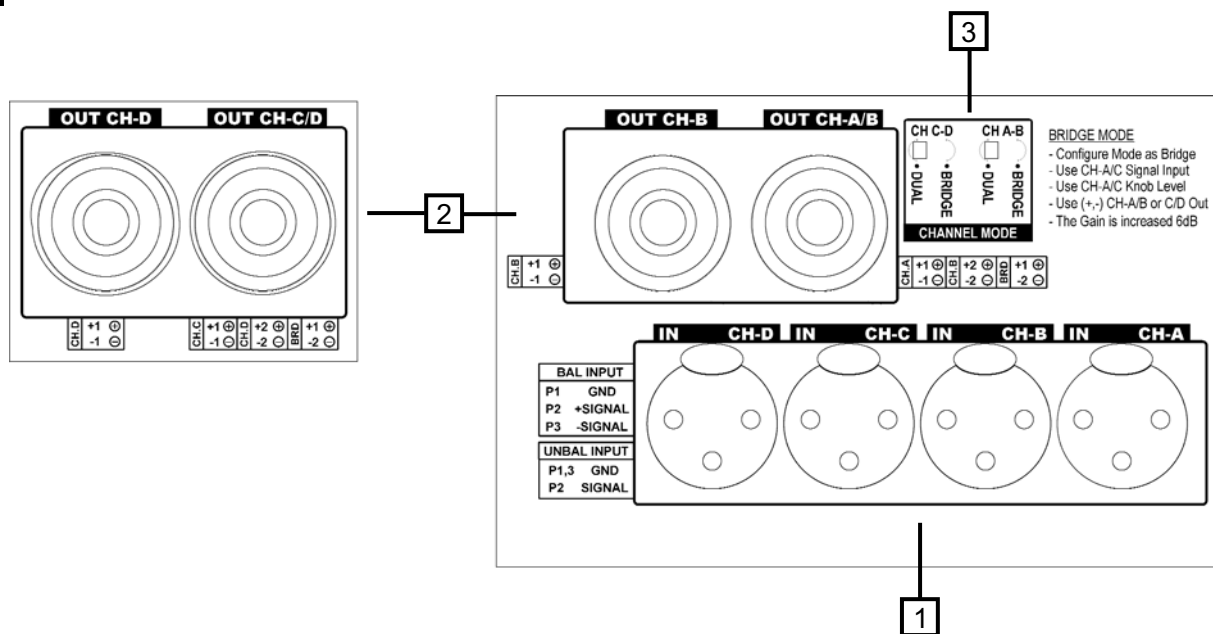 3
OUT CH-D OUT CH-C/D
CH.D +1 ⊕
-1 ⊖
CH.C +1 ⊕ CH.D +2 ⊕ BRD +1 ⊕
-1 ⊖ -2 ⊖ -2 ⊖
2
OUT CH-B OUT CH-A/B
CH.B +1 ⊕
-1 ⊖
CH.A +1 ⊕ CH.B +2 ⊕ BRD +1 ⊕
-1 ⊖ -2 ⊖ -2 ⊖
CH C-D CH A-B
• DUAL • BRIDGE • DUAL • BRIDGE
CHANNEL MODE
BRIDGE MODE
- Configure Mode as Bridge
- Use CH-A/C Signal Input
- Use CH-A/C Knob Level
- Use (+,-) CH-A/B or C/D Out
- The Gain is increased 6dB
IN CH-D IN CH-C IN CH-B IN CH-A
BAL INPUT
P1 GND
P2 +SIGNAL
P3 -SIGNAL
UNBAL INPUT
P1,3 GND
P2 SIGNAL
1